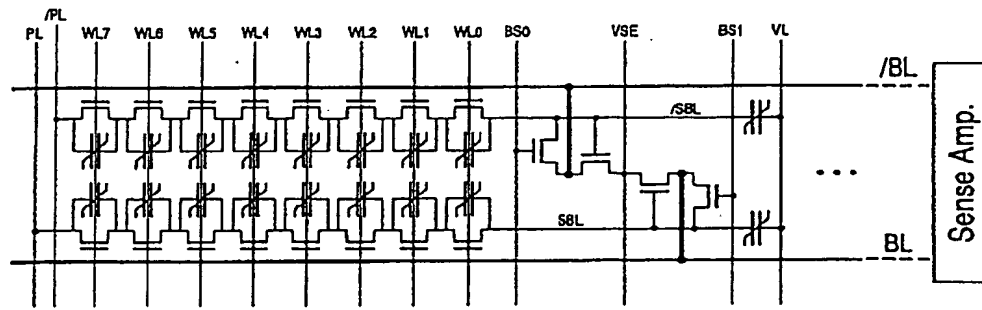 /PL
PL WL7 WL6 WL5 WL4 WL3 WL2 WL1 WL0 BS0 VSE BS1 VL
/BL
/SBL
SBL
BL
Sense Amp.